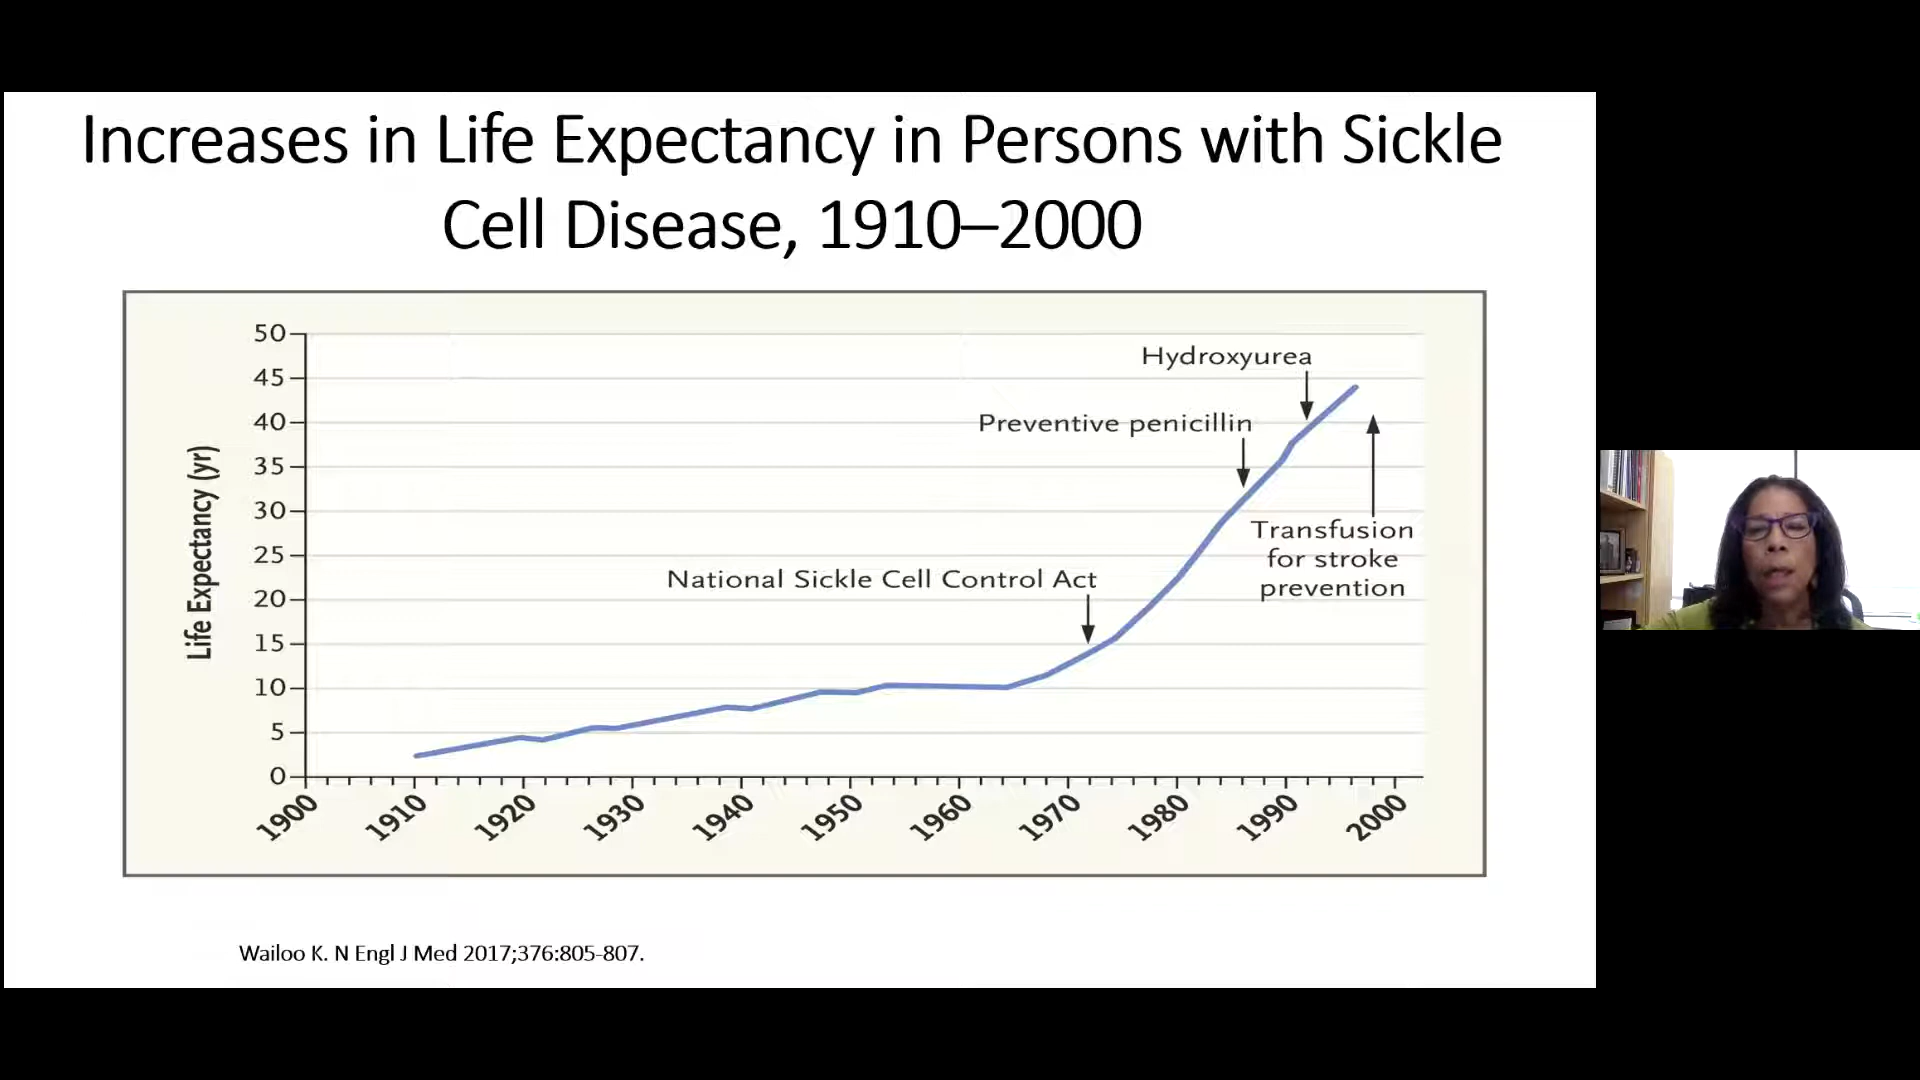 Increases in Life Expectancy in Persons with Sickle
Cell Disease, 1910–2000
50
45
40
35
30
25
20
15
10
5
0
Life Expectancy (yr)
Hydroxyurea
Preventive penicillin
Transfusion
for stroke
prevention
National Sickle Cell Control Act
1900 1910 1920 1930 1940 1950 1960 1970 1980 1990 2000
Wailoo K. N Engl J Med 2017;376:805-807.